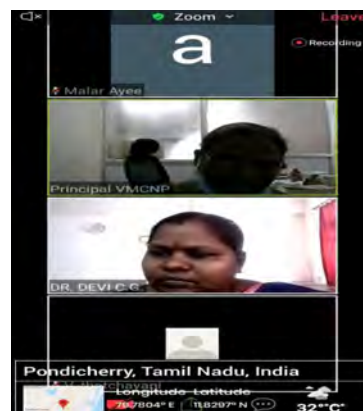 Zoom
Leave
a
Recording
Malar Ayee
Principal VMCNP
DR. DEVI C.G.
Pondicherry, Tamil Nadu, India
Longitude Latitude
32°C